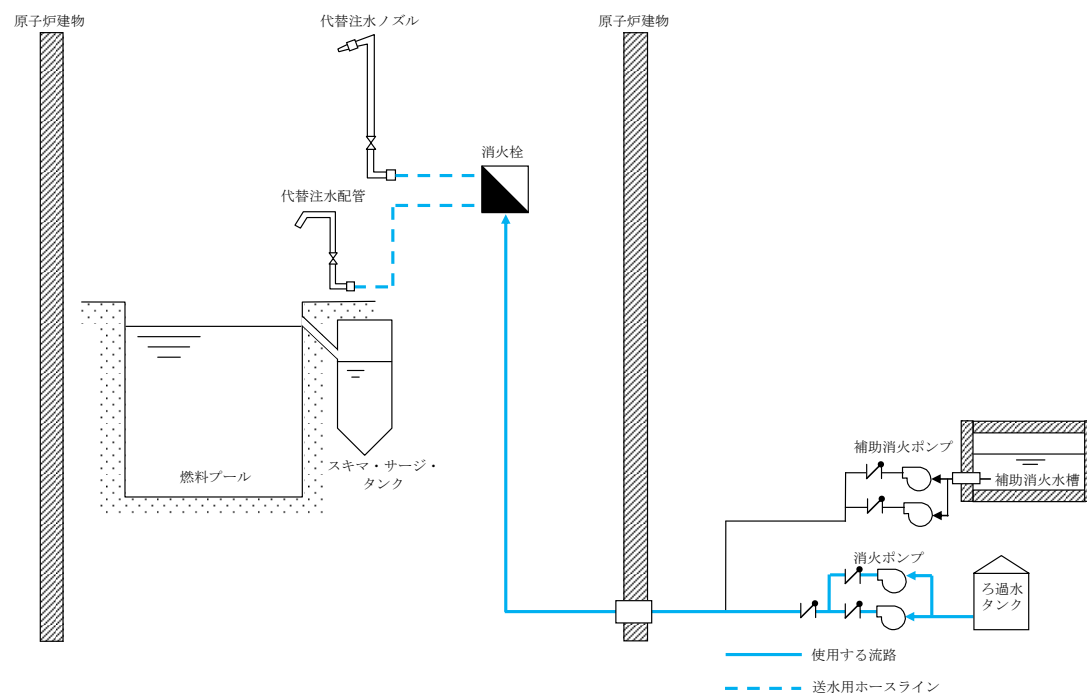 原子炉建物
代替注水ノズル
原子炉建物
消火栓
代替注水配管
補助消火ポンプ
スキマ・サージ・
タンク
燃料プール
補助消火水槽
消火ポンプ
ろ過水
タンク
使用する流路
送水用ホースライン